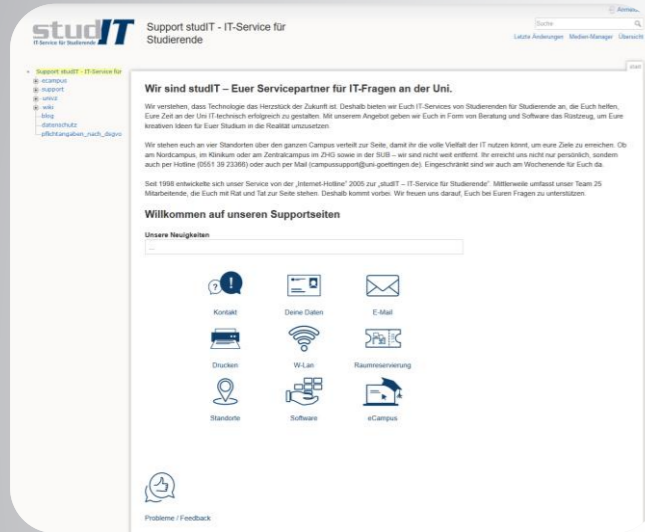 Anmel
studIT
IT-Service für Studierende
Support studIT - IT-Service für
Studierende
Suche
Letzte Änderungen Medien-Manager Übersicht
start
Support studIT - IT-Service für
ecampus
support
wiki
blog
datenschutz
pflichtangaben_nach_dsgvo
Wir sind studIT – Euer Servicepartner für IT-Fragen an der Uni.
Wir verstehen, dass Technologie das Herzstück der Zukunft ist. Deshalb bieten wir Euch IT-Services von Studierenden für Studierende an, die Euch helfen,
Eure Zeit an der Uni IT-technisch erfolgreich zu gestalten. Mit unserem Angebot geben wir Euch in Form von Beratung und Software das Rüstzeug, um Eure
kreativen Ideen für Euer Studium in die Realität umzusetzen.
Wir stehen euch an vier Standorten über den ganzen Campus verteilt zur Seite, damit ihr die volle Vielfalt der IT nutzen könnt, um eure Ziele zu erreichen. Ob
am Nordcampus, im Klinikum oder am Zentralcampus im ZHG sowie in der SUB – wir sind nicht weit entfernt. Ihr erreicht uns nicht nur persönlich, sondern
auch per Hotline (0551 39 23366) oder auch per Mail (campussupport@uni-goettingen.de). Eingeschränkt sind wir auch am Wochenende für Euch da.
Seit 1998 entwickelte sich unser Service von der „Internet-Hotline" 2005 zur „studIT – IT-Service für Studierende". Mittlerweile umfasst unser Team 25
Mitarbeitende, die Euch mit Rat und Tat zur Seite stehen. Deshalb kommt vorbei. Wir freuen uns darauf, Euch bei Euren Fragen zu unterstützen.
Willkommen auf unseren Supportseiten
Unsere Neuigkeiten
...
Kontakt Deine Daten E-Mail
Drucken W-Lan Raumreservierung
Standorte Software eCampus
Probleme / Feedback